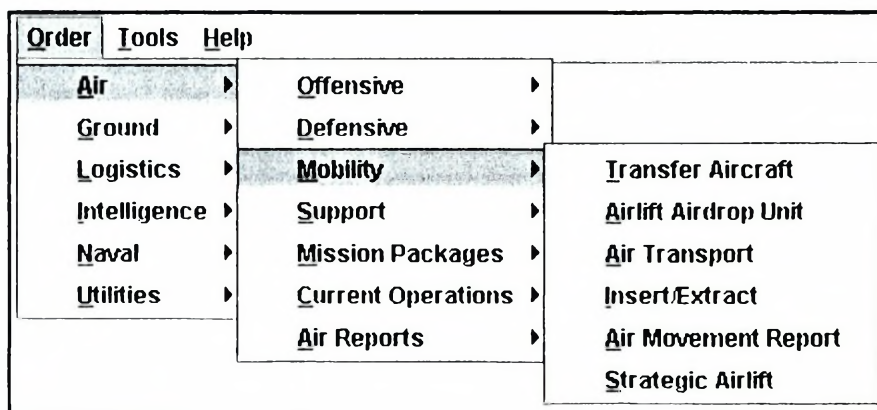 Order Tools Help
Air
Ground
Logistics
Intelligence
Naval
Utilities
Offensive
Defensive
Mobility
Support
Mission Packages
Current Operations
Air Reports
Transfer Aircraft
Airlift Airdrop Unit
Air Transport
Insert/Extract
Air Movement Report
Strategic Airlift